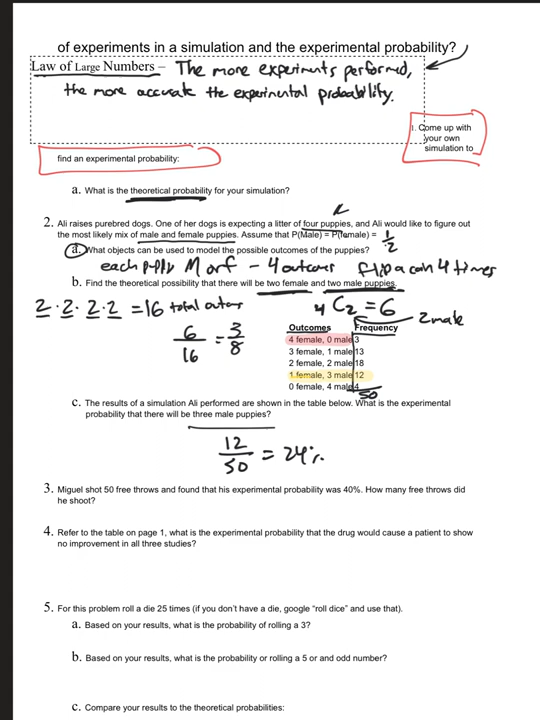 of experiments in a simulation and the experimental probability?
Law of Large Numbers – The more experiments performed,
the more accurate the experimental probability.
1. Come up with
your own
simulation to
find an experimental probability:
a. What is the theoretical probability for your simulation?
2. Ali raises purebred dogs. One of her dogs is expecting a litter of four puppies, and Ali would like to figure out
the most likely mix of male and female puppies. Assume that P(Male) = P(female) = 1/2
a. What objects can be used to model the possible outcomes of the puppies?
each puppy M or f – 4 outcomes flip a coin 4 times
b. Find the theoretical possibility that there will be two female and two male puppies.
2 · 2 · 2 · 2 = 16 total outcomes
4C2 = 6
2 male
6/16 = 3/8
Outcomes Frequency
4 female, 0 male 3
3 female, 1 male 13
2 female, 2 male 18
1 female, 3 male 12
0 female, 4 male 4
50
c. The results of a simulation Ali performed are shown in the table below. What is the experimental
probability that there will be three male puppies?
12/50 = 24%
3. Miguel shot 50 free throws and found that his experimental probability was 40%. How many free throws did
he shoot?
4. Refer to the table on page 1, what is the experimental probability that the drug would cause a patient to show
no improvement in all three studies?
5. For this problem roll a die 25 times (if you don't have a die, google "roll dice" and use that).
a. Based on your results, what is the probability of rolling a 3?
b. Based on your results, what is the probability or rolling a 5 or and odd number?
c. Compare your results to the theoretical probabilities: